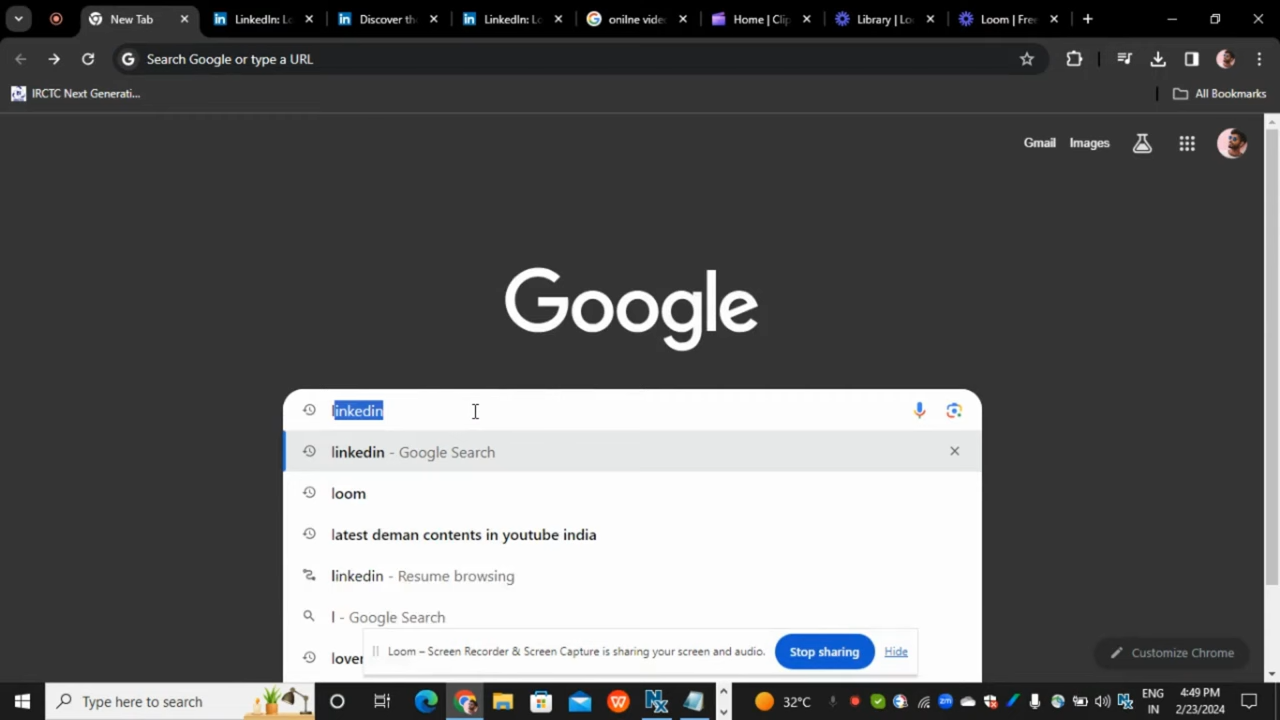 New Tab
LinkedIn: Lo
Discover th
LinkedIn: Lo
onilne vide
Home | Clip
Library | Lo
Loom | Free
Search Google or type a URL
IRCTC Next Generati...
All Bookmarks
Gmail
Images
Google
linkedin
linkedin - Google Search
loom
latest deman contents in youtube india
linkedin - Resume browsing
l - Google Search
lover
Loom – Screen Recorder & Screen Capture is sharing your screen and audio.
Stop sharing
Hide
Customize Chrome
Type here to search
32°C
ENG
IN
4:49 PM
2/23/2024